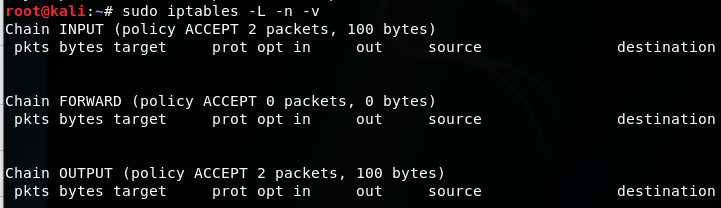 root@kali:~# sudo iptables -L -n -v
Chain INPUT (policy ACCEPT 2 packets, 100 bytes)
 pkts bytes target     prot opt in     out     source               destination

Chain FORWARD (policy ACCEPT 0 packets, 0 bytes)
 pkts bytes target     prot opt in     out     source               destination

Chain OUTPUT (policy ACCEPT 2 packets, 100 bytes)
 pkts bytes target     prot opt in     out     source               destination